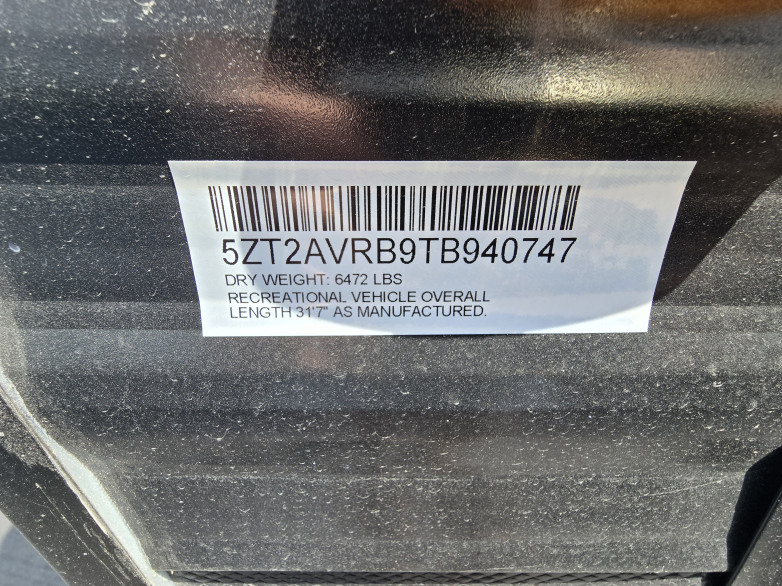 5ZT2AVRB9TB940747
DRY WEIGHT: 6472 LBS
RECREATIONAL VEHICLE OVERALL
LENGTH 31'7" AS MANUFACTURED.